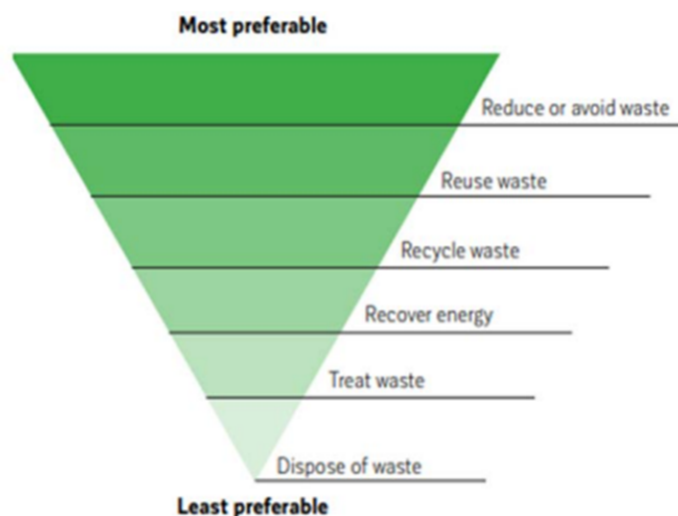 Most preferable
Reduce or avoid waste
Reuse waste
Recycle waste
Recover energy
Treat waste
Dispose of waste
Least preferable